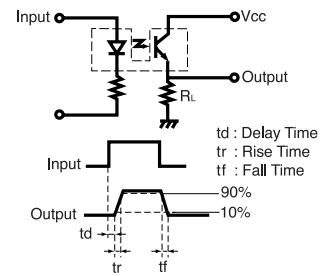 Input
Vcc
Output
RL
td : Delay Time
tr : Rise Time
tf : Fall Time
Input
90%
Output
10%
td
tr
tf